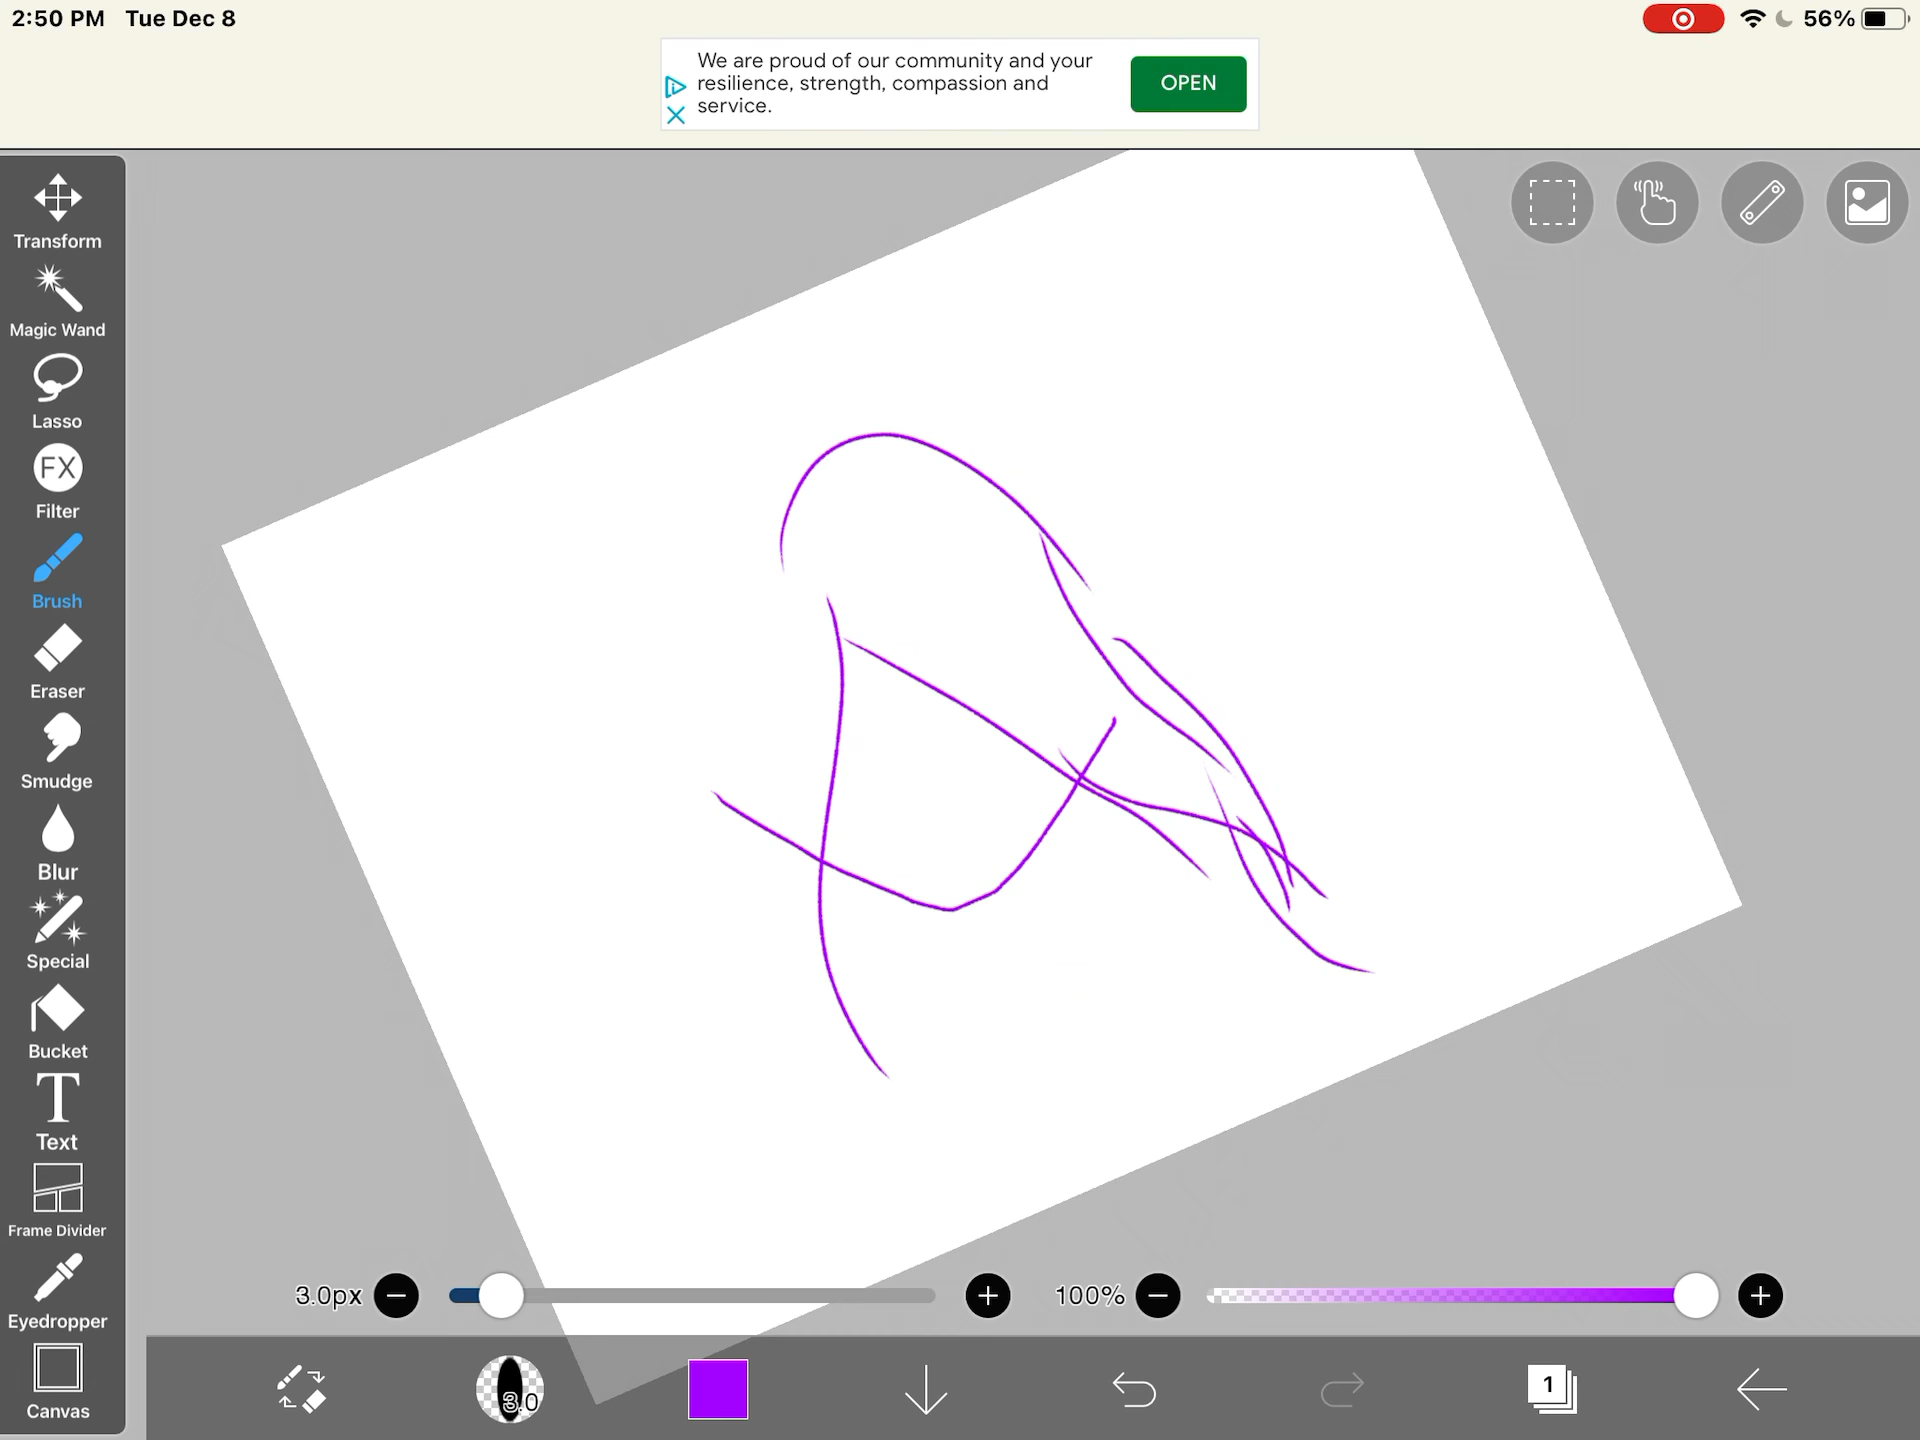 2:50 PM Tue Dec 8
56%
We are proud of our community and your
resilience, strength, compassion and
service.
OPEN
Transform
Magic Wand
Lasso
FX
Filter
Brush
Eraser
Smudge
Blur
Special
Bucket
T
Text
Frame Divider
Eyedropper
Canvas
3.0px
100%
3.0
1